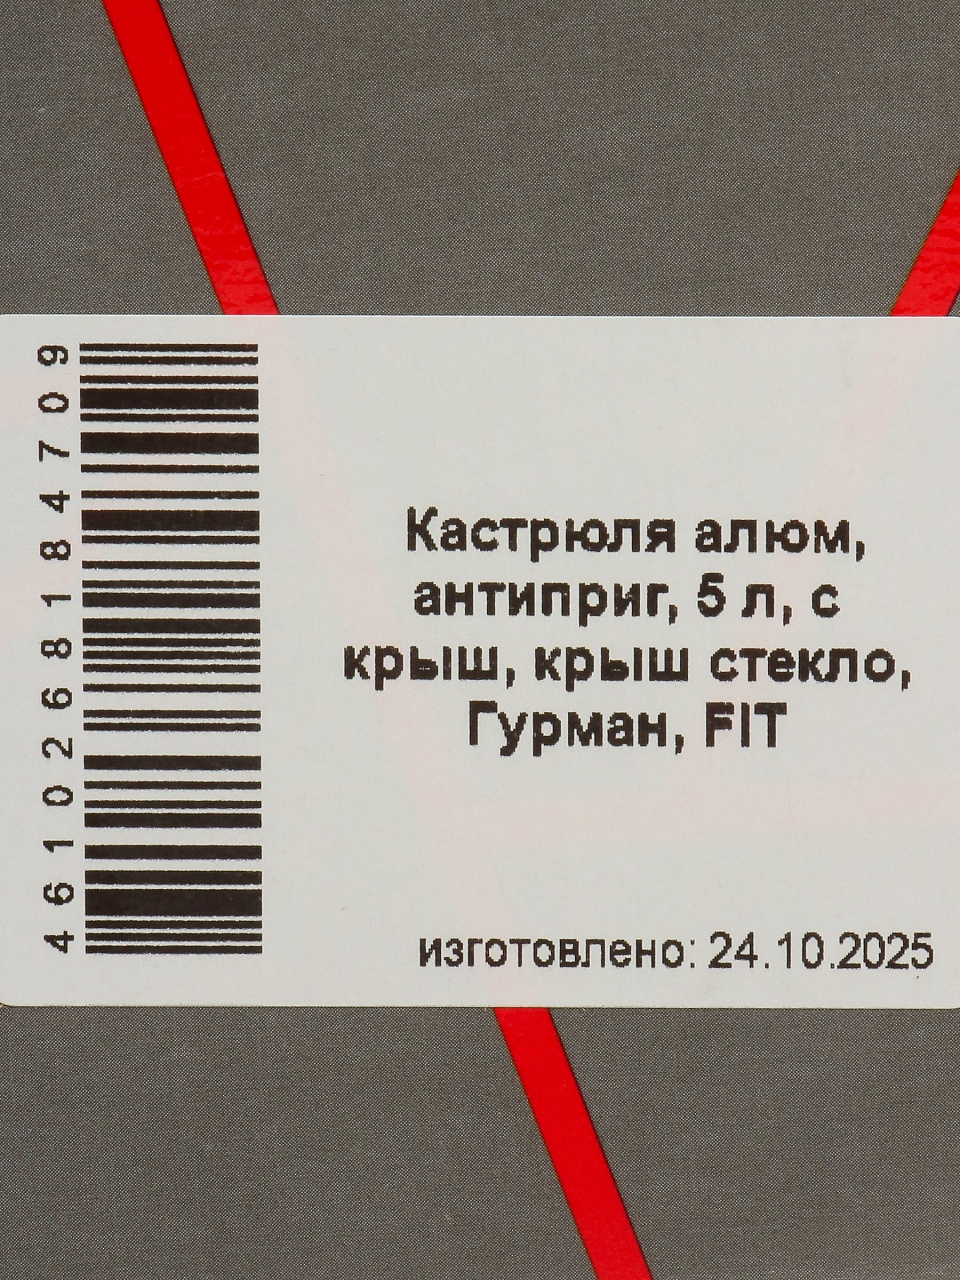 4610268184709
Кастрюля алюм,
антиприг, 5 л, с
крыш, крыш стекло,
Гурман, FIT
изготовлено: 24.10.2025